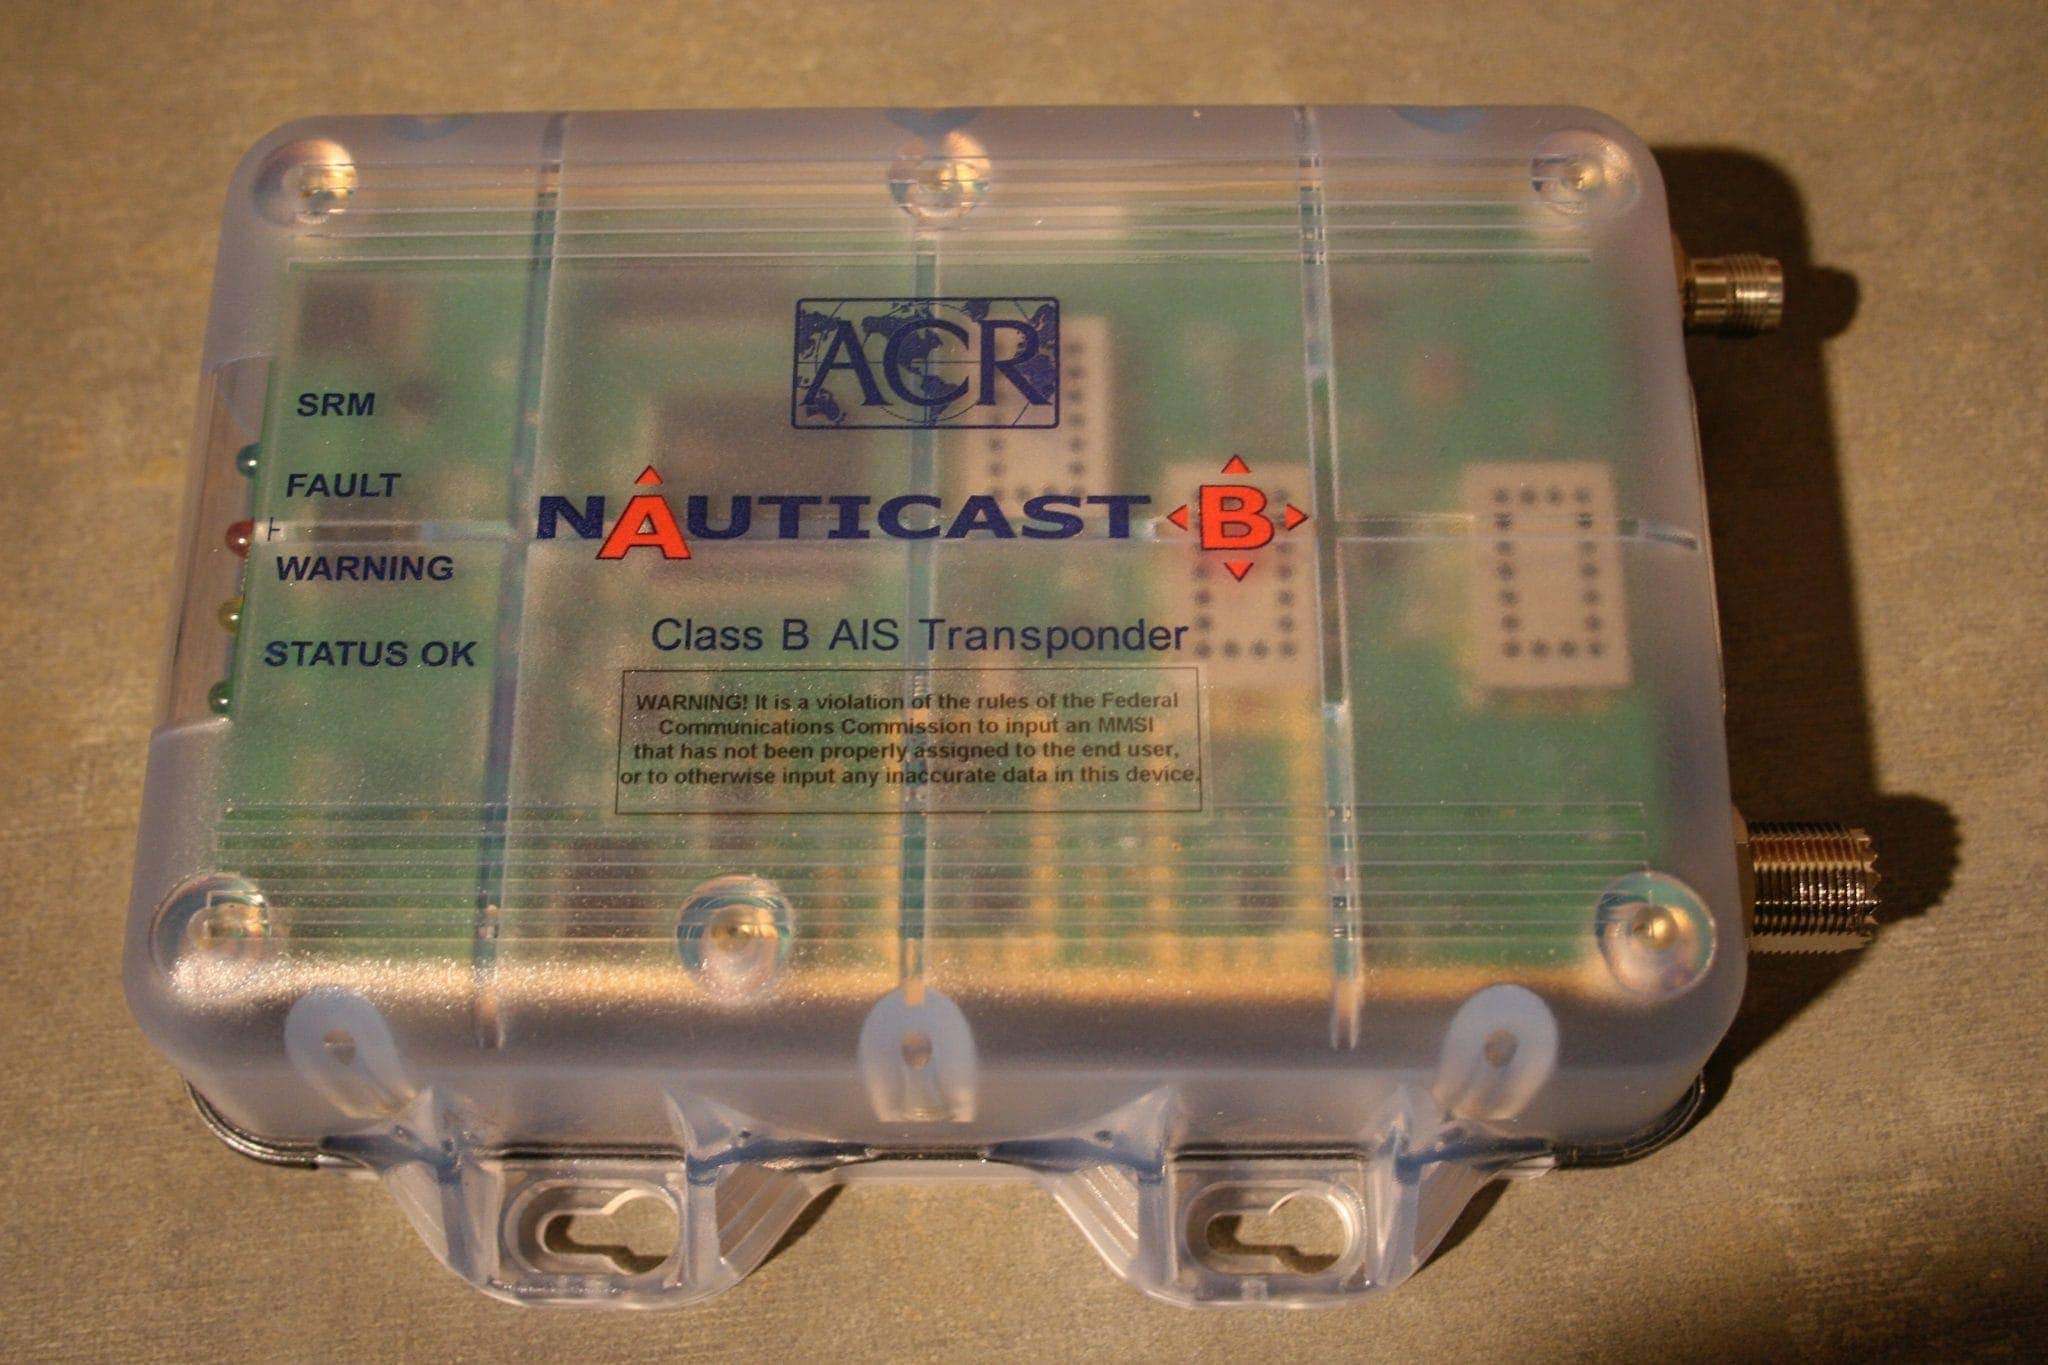 ACR
SRM
FAULT
WARNING
STATUS OK
NAUTICAST B
Class B AIS Transponder
WARNING! It is a violation of the rules of the Federal
Communications Commission to input an MMSI
that has not been properly assigned to the end user,
or to otherwise input any inaccurate data in this device.